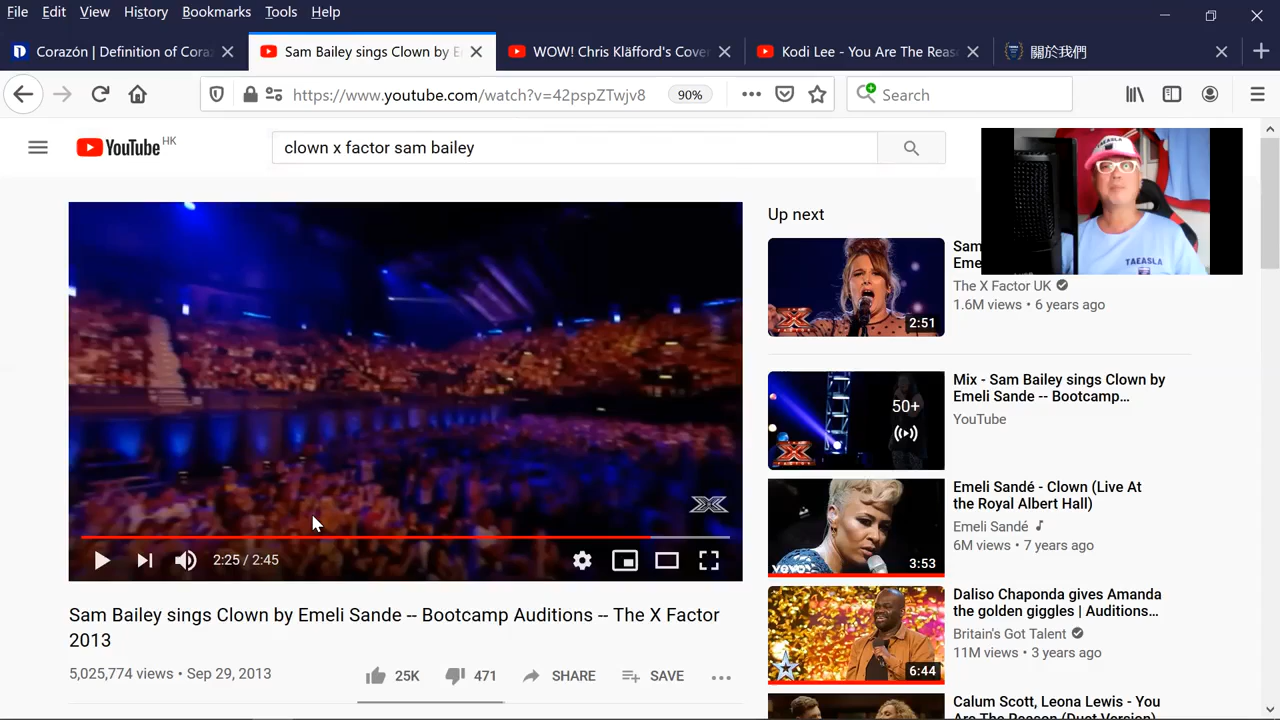 File Edit View History Bookmarks Tools Help
Corazón | Definition of Cora
Sam Bailey sings Clown by E
WOW! Chris Kläfford's Cove
Kodi Lee - You Are The Reas
關於我們
https://www.youtube.com/watch?v=42pspZTwjv8
90%
Search
YouTube HK
clown x factor sam bailey
TAEASLA
Up next
Sam
Eme
The X Factor UK
1.6M views • 6 years ago
2:51
Mix - Sam Bailey sings Clown by
Emeli Sande -- Bootcamp...
YouTube
50+
Emeli Sandé - Clown (Live At
the Royal Albert Hall)
Emeli Sandé
6M views • 7 years ago
vevo
3:53
Daliso Chaponda gives Amanda
the golden giggles | Auditions...
Britain's Got Talent
11M views • 3 years ago
6:44
Calum Scott, Leona Lewis - You
Are The Reason (Duet Version)
2:25 / 2:45
Sam Bailey sings Clown by Emeli Sande -- Bootcamp Auditions -- The X Factor
2013
5,025,774 views • Sep 29, 2013
25K 471 SHARE SAVE